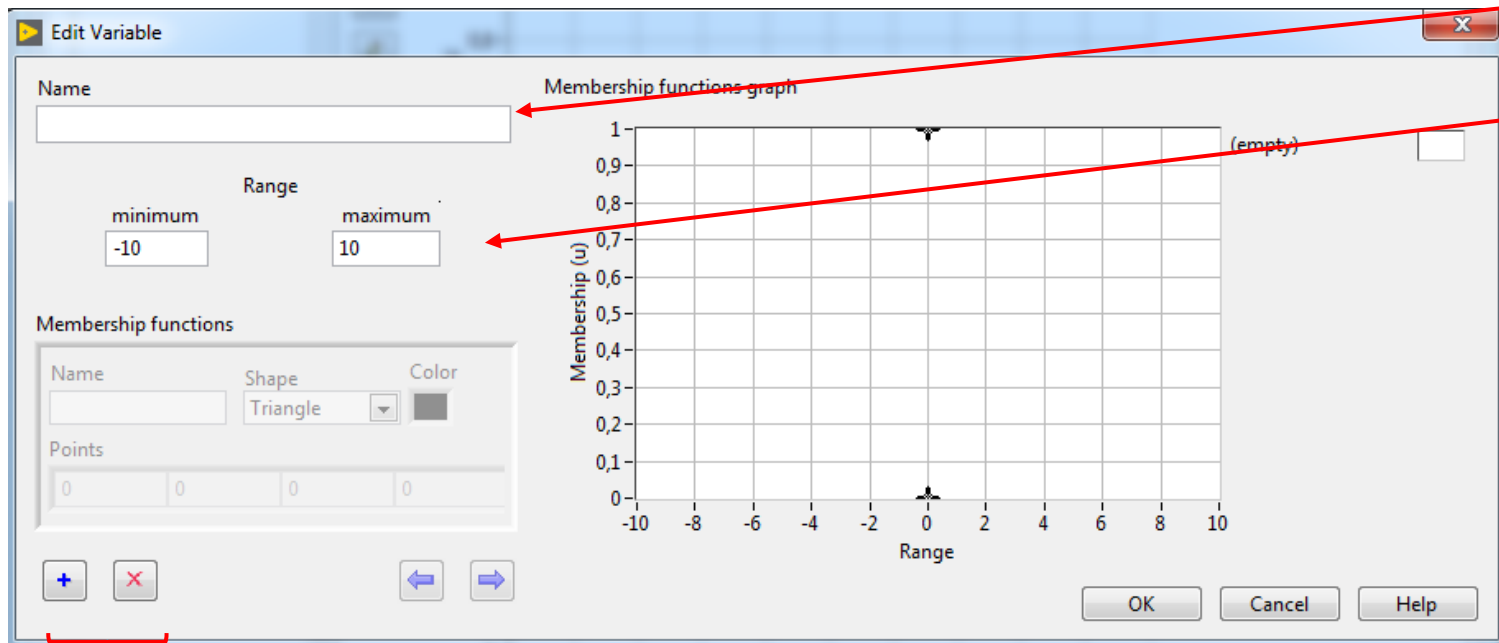 Edit Variable
Name
Range
minimum
maximum
-10
10
Membership functions
Name
Shape
Color
Triangle
Points
0 0 0 0
Membership functions graph
Membership (u)
1
0,9
0,8
0,7
0,6
0,5
0,4
0,3
0,2
0,1
0
-10 -8 -6 -4 -2 0 2 4 6 8 10
Range
(empty)
OK
Cancel
Help